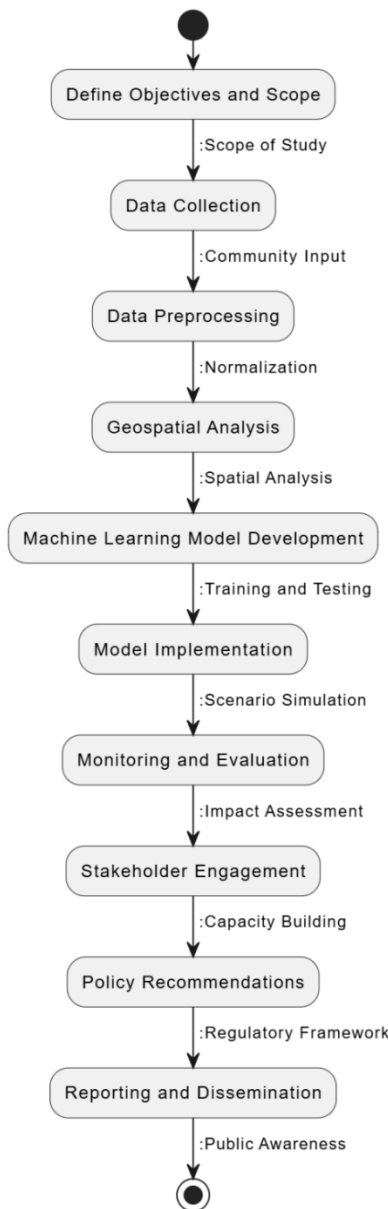 Define Objectives and Scope
:Scope of Study
Data Collection
:Community Input
Data Preprocessing
:Normalization
Geospatial Analysis
:Spatial Analysis
Machine Learning Model Development
:Training and Testing
Model Implementation
:Scenario Simulation
Monitoring and Evaluation
:Impact Assessment
Stakeholder Engagement
:Capacity Building
Policy Recommendations
:Regulatory Framework
Reporting and Dissemination
:Public Awareness